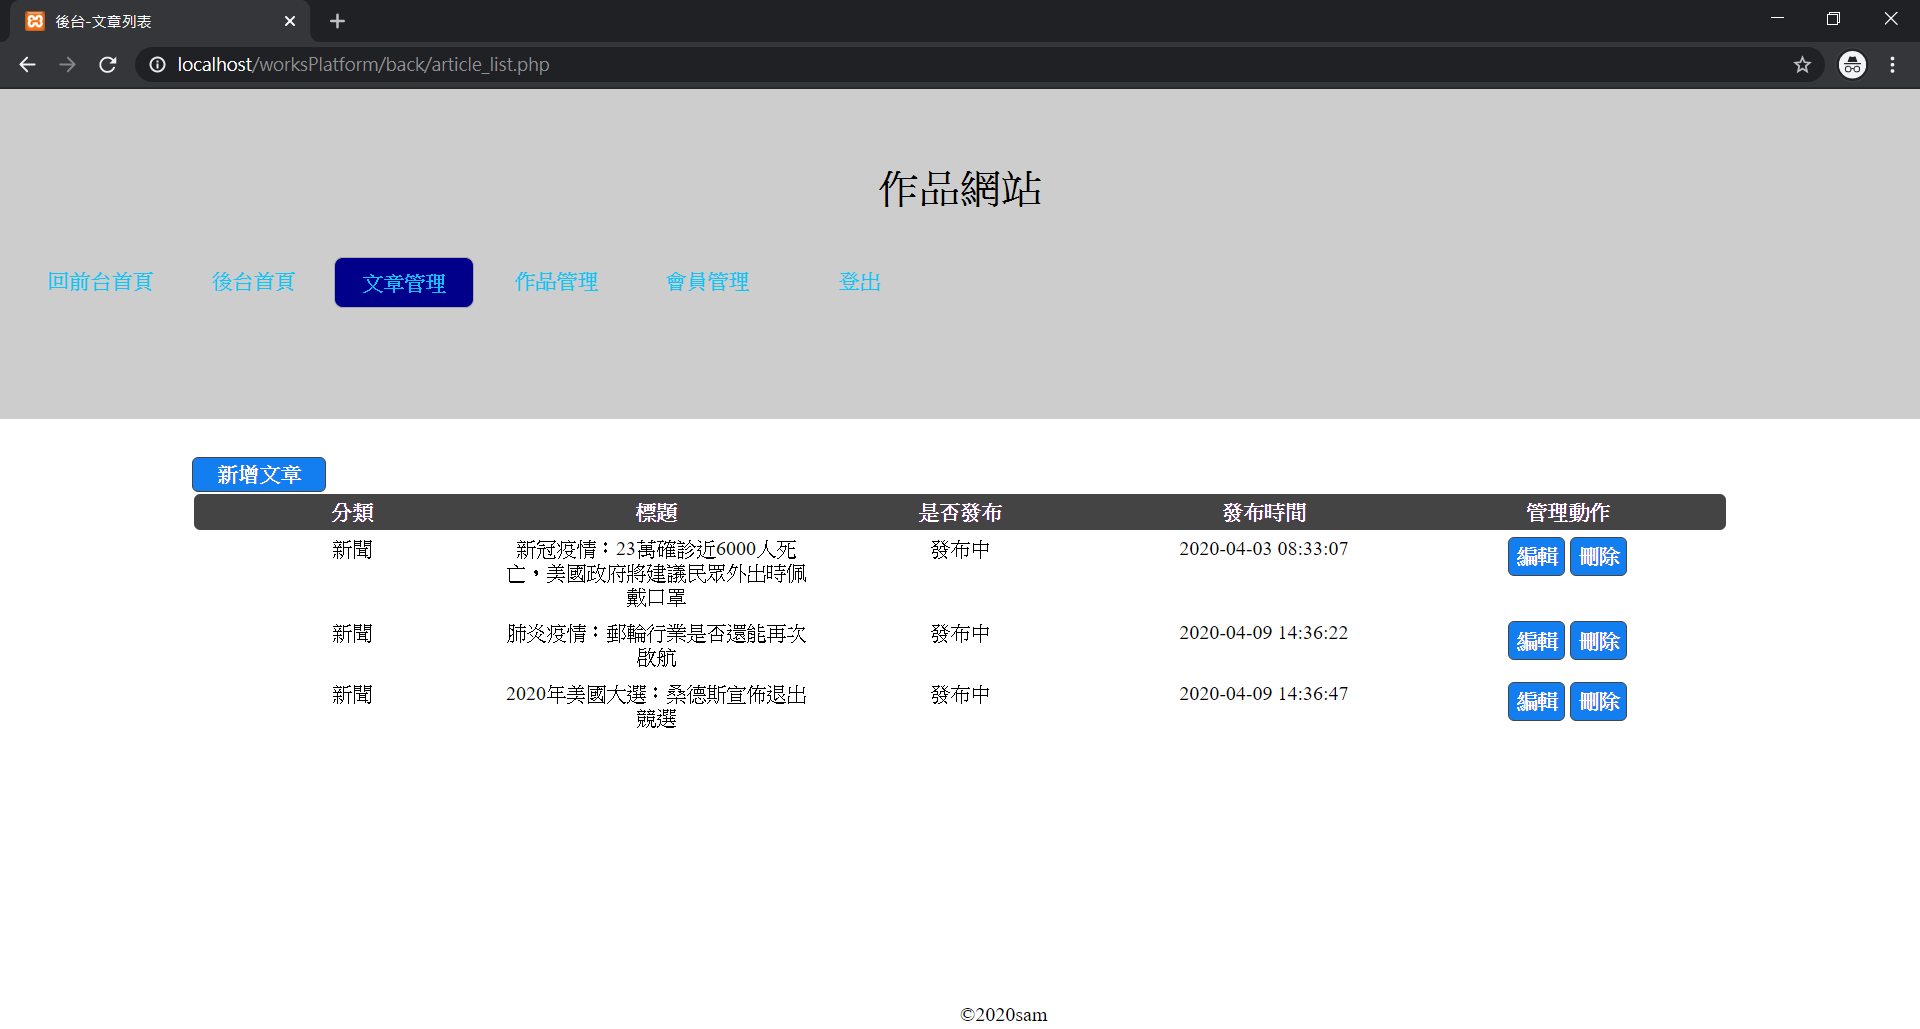 後台-文章列表
localhost/worksPlatform/back/article_list.php
作品網站
回前台首頁 後台首頁 文章管理 作品管理 會員管理 登出
新增文章
分類 標題 是否發布 發布時間 管理動作
新聞 新冠疫情：23萬確診近6000人死 發布中 2020-04-03 08:33:07 編輯 刪除
亡，美國政府將建議民眾外出時佩
戴口罩
新聞 肺炎疫情：郵輪行業是否還能再次 發布中 2020-04-09 14:36:22 編輯 刪除
啟航
新聞 2020年美國大選：桑德斯宣佈退出 發布中 2020-04-09 14:36:47 編輯 刪除
競選
©2020sam